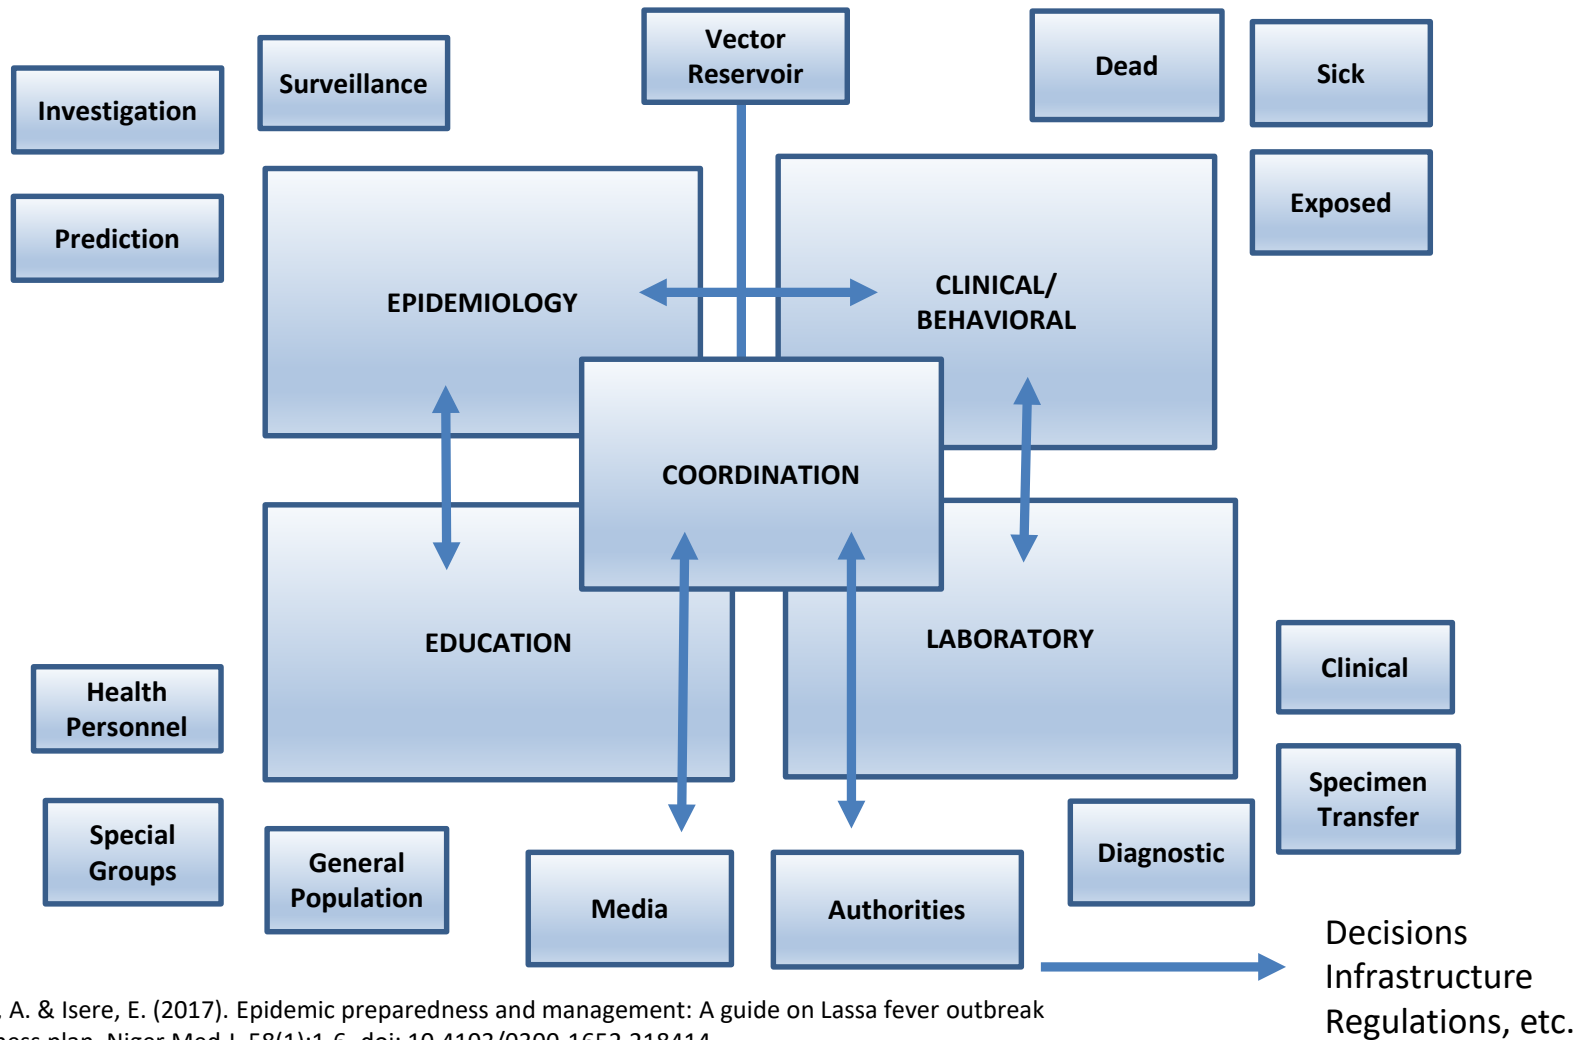 Vector
Reservoir
Dead
Sick
Surveillance
Investigation
Exposed
Prediction
EPIDEMIOLOGY
CLINICAL/
BEHAVIORAL
COORDINATION
EDUCATION
LABORATORY
Health
Personnel
Clinical
Special
Groups
General
Population
Media
Authorities
Diagnostic
Specimen
Transfer
Decisions
Infrastructure
Regulations, etc.
, A. & Isere, E. (2017). Epidemic preparedness and management: A guide on Lassa fever outbreak